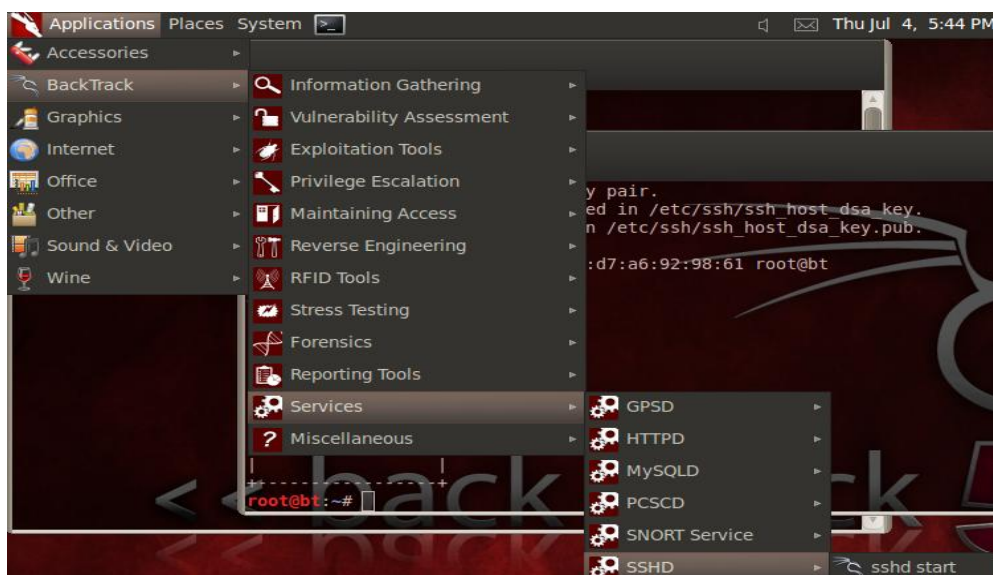 Applications Places System Thu Jul 4, 5:44 PM
Accessories
BackTrack
Graphics
Internet
Office
Other
Sound & Video
Wine
Information Gathering
Vulnerability Assessment
Exploitation Tools
Privilege Escalation
Maintaining Access
Reverse Engineering
RFID Tools
Stress Testing
Forensics
Reporting Tools
Services
Miscellaneous
GPSD
HTTPD
MySQLD
PCSCD
SNORT Service
SSHD
sshd start
y pair.
ed in /etc/ssh/ssh_host_dsa_key.
n /etc/ssh/ssh_host_dsa_key.pub.
:d7:a6:92:98:61 root@bt
| |
+-----------------+
root@bt:~#
<< back